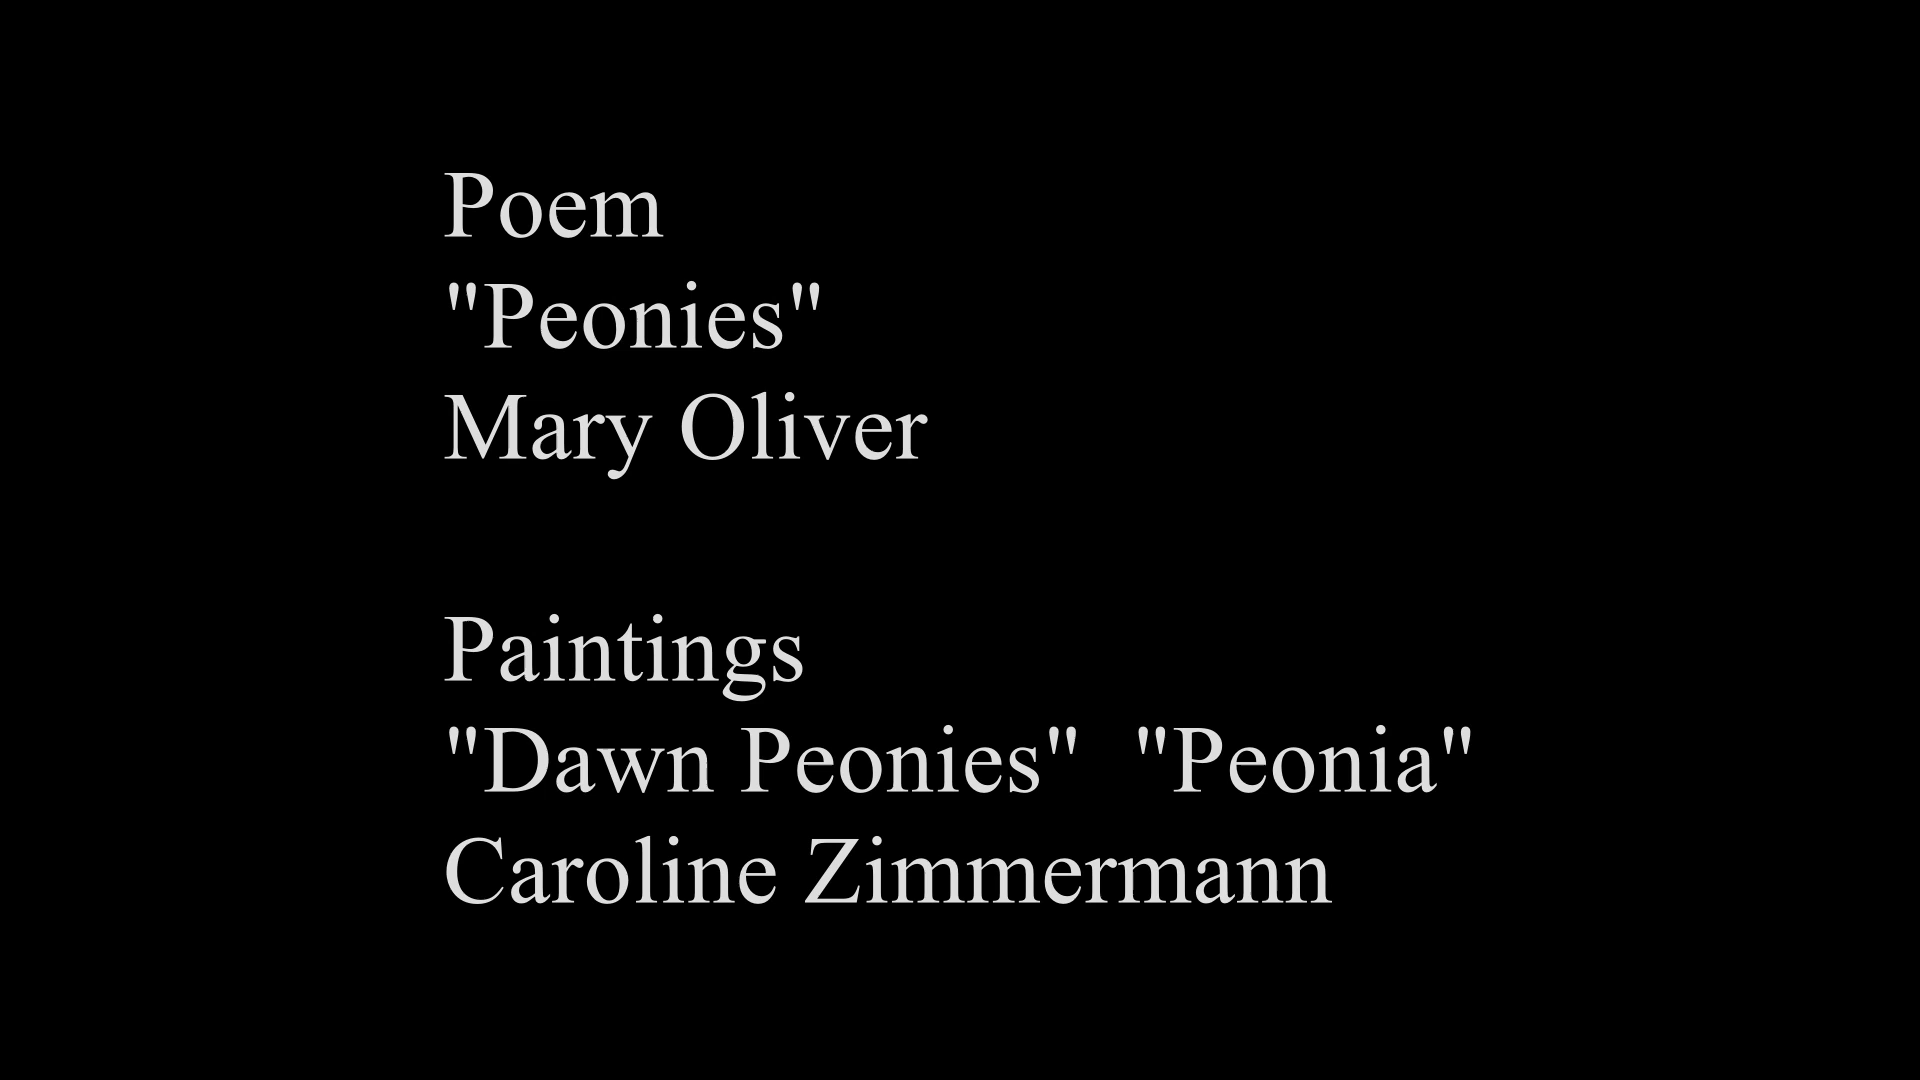 Poem
"Peonies"
Mary Oliver
Paintings
"Dawn Peonies"  "Peonia"
Caroline Zimmermann